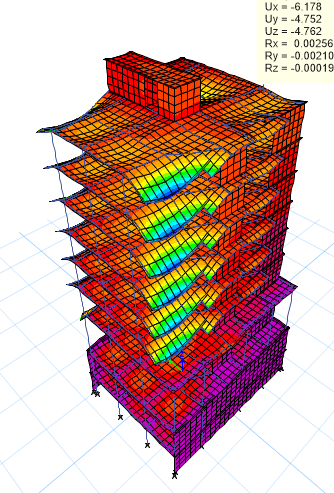 Ux = -6.178
Uy = -4.752
Uz = -4.762
Rx = 0.00256
Ry = -0.00210
Rz = -0.00019